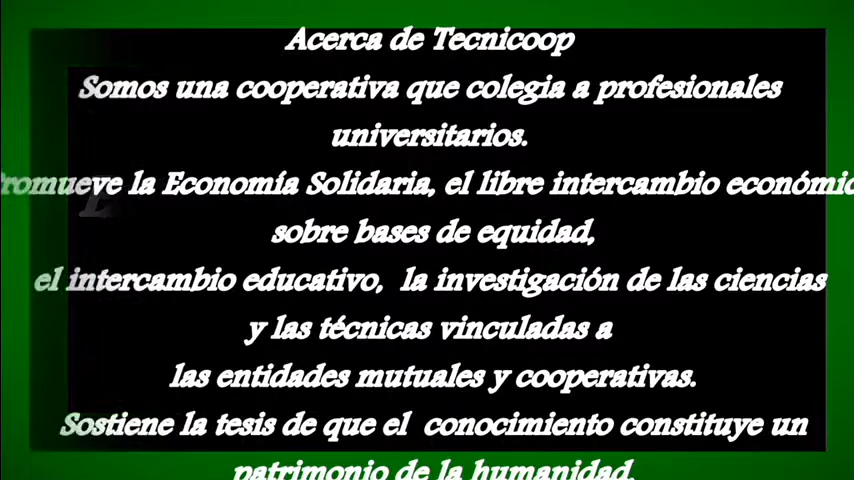 Acerca de Tecnicoop
Somos una cooperativa que colegia a profesionales
universitarios.
la Economía Solidaria, el libre intercambio
sobre bases de equidad,
el intercambio educativo, la investigación de las ciencias
y las técnicas vinculadas a
las entidades mutuales y cooperativas.
Sostiene la tesis de que el conocimiento constituye un
patrimonio de la humanidad.